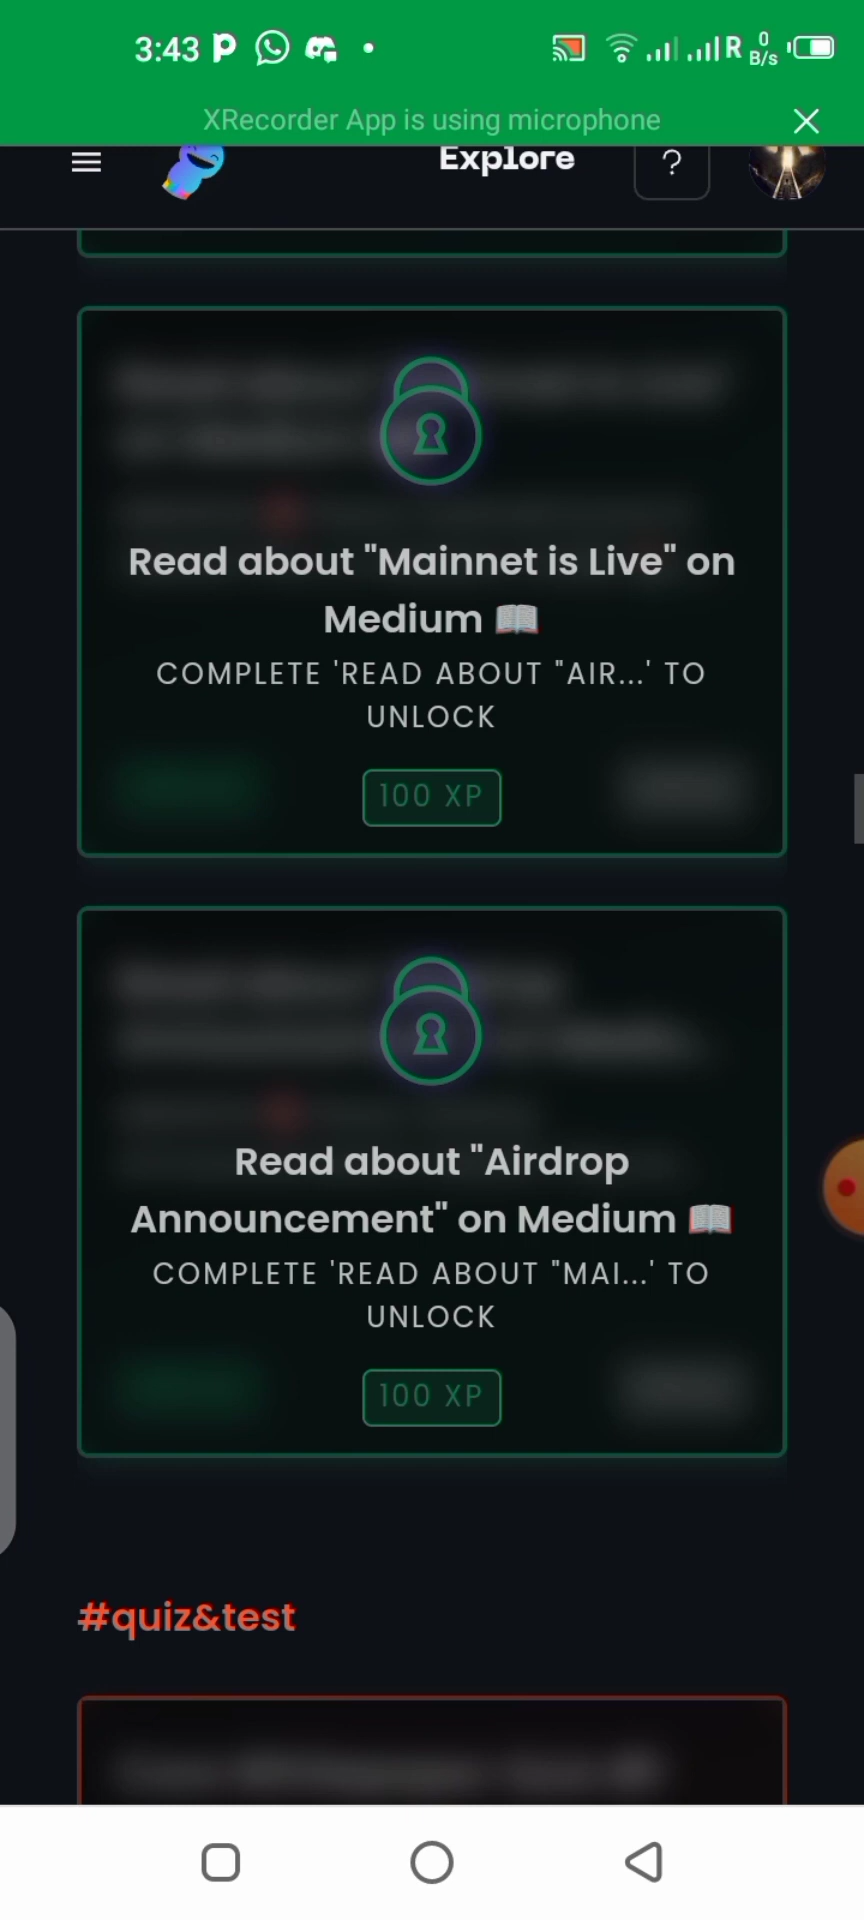 3:43
R
0
B/s
XRecorder App is using microphone
Explore
?
Read about "Mainnet is Live" on
Medium
COMPLETE 'READ ABOUT "AIR...' TO
UNLOCK
100 XP
Read about "Airdrop
Announcement" on Medium
COMPLETE 'READ ABOUT "MAI...' TO
UNLOCK
100 XP
#quiz&test